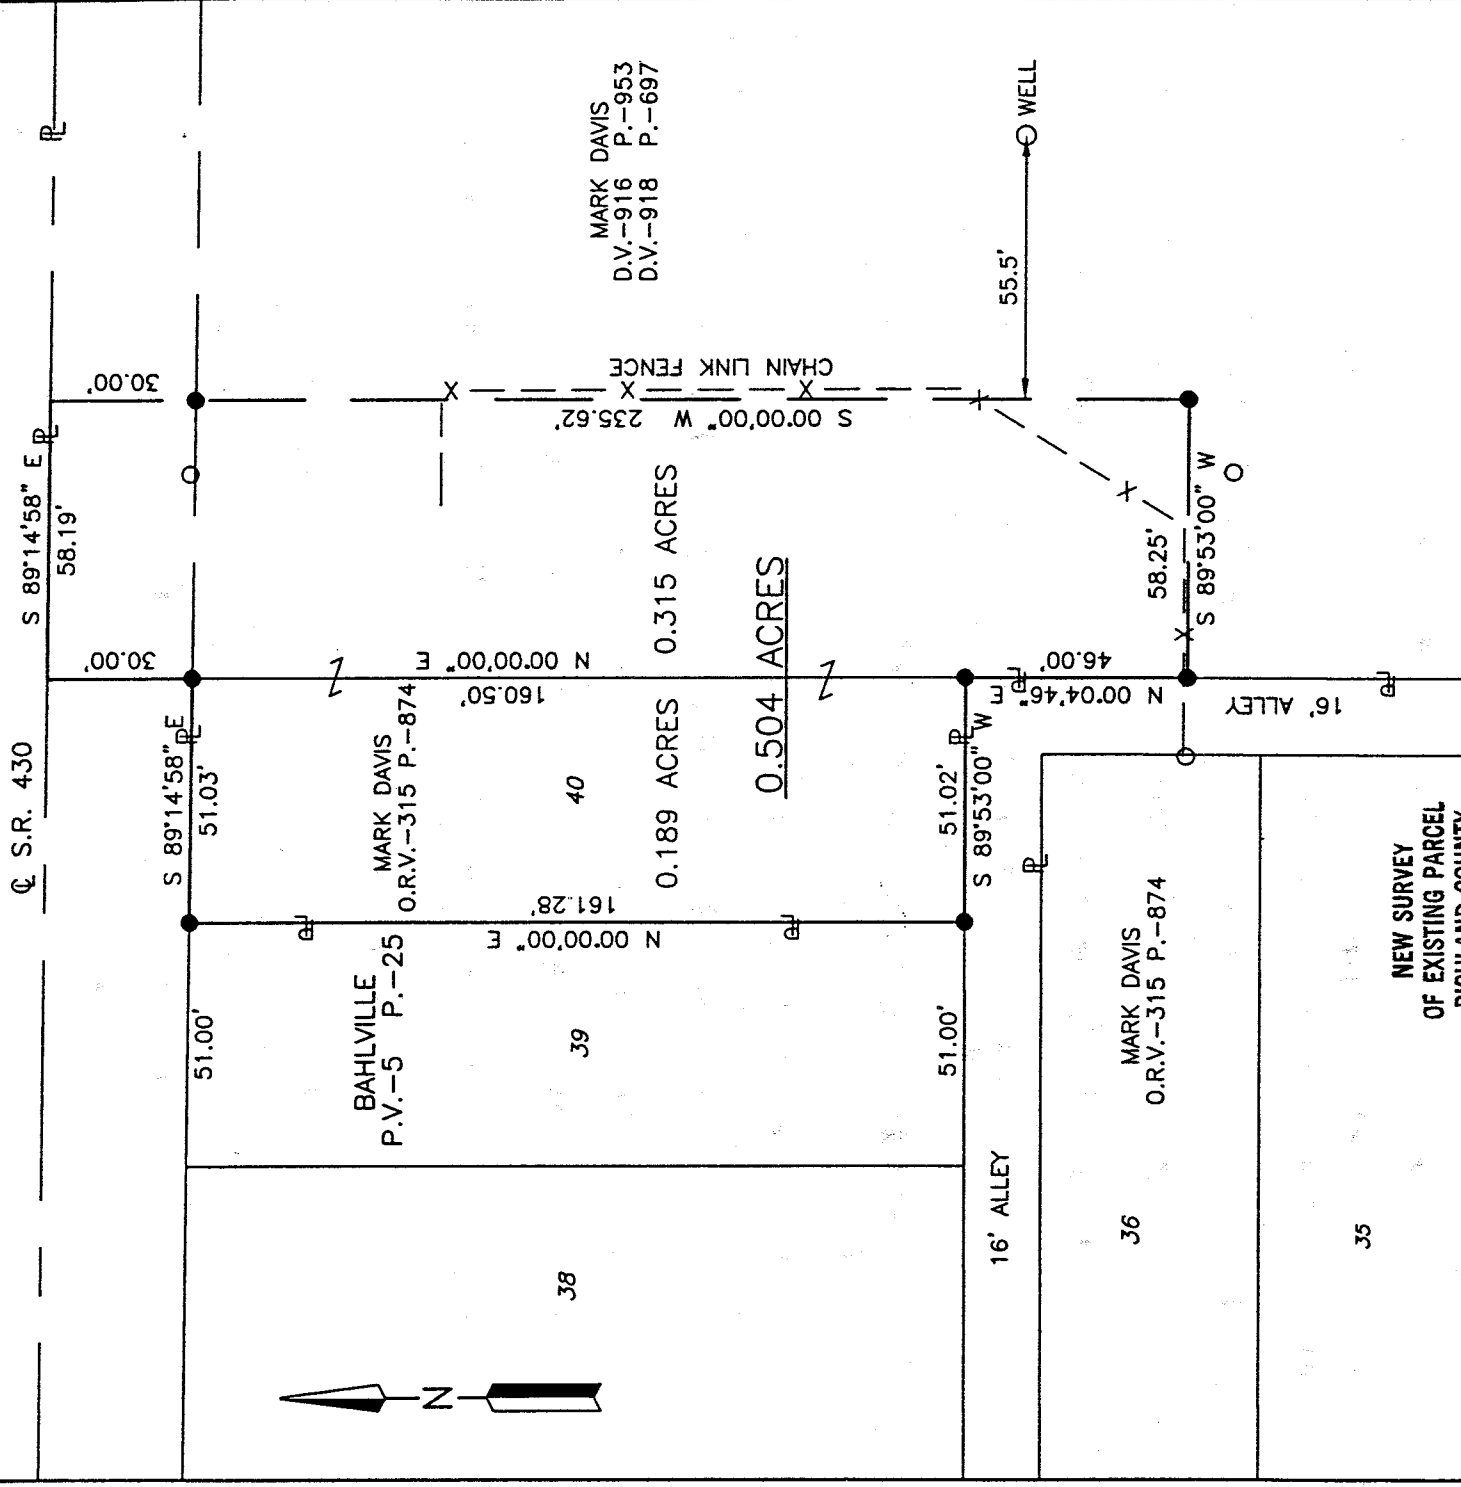 ℄ S.R. 430
S 89°14'58" E
58.19'
30.00'
30.00'
S 89°14'58" E
51.03'
51.00'
MARK DAVIS
D.V.-916 P.-953
D.V.-918 P.-697
WELL
55.5'
CHAIN LINK FENCE
S 00°00'00" W 235.62'
N 00°00'00" E
160.50'
MARK DAVIS
O.R.V.-315 P.-874
40
0.189 ACRES
0.315 ACRES
0.504 ACRES
161.28'
N 00°00'00" E
BAHLVILLE
P.V.-5 P.-25
39
38
N
51.00'
51.02'
S 89°53'00" W
46.00'
N 00°04'46" E
58.25'
S 89°53'00" W
16' ALLEY
16' ALLEY
MARK DAVIS
O.R.V.-315 P.-874
36
35
NEW SURVEY
OF EXISTING PARCEL
RICHLAND COUNTY